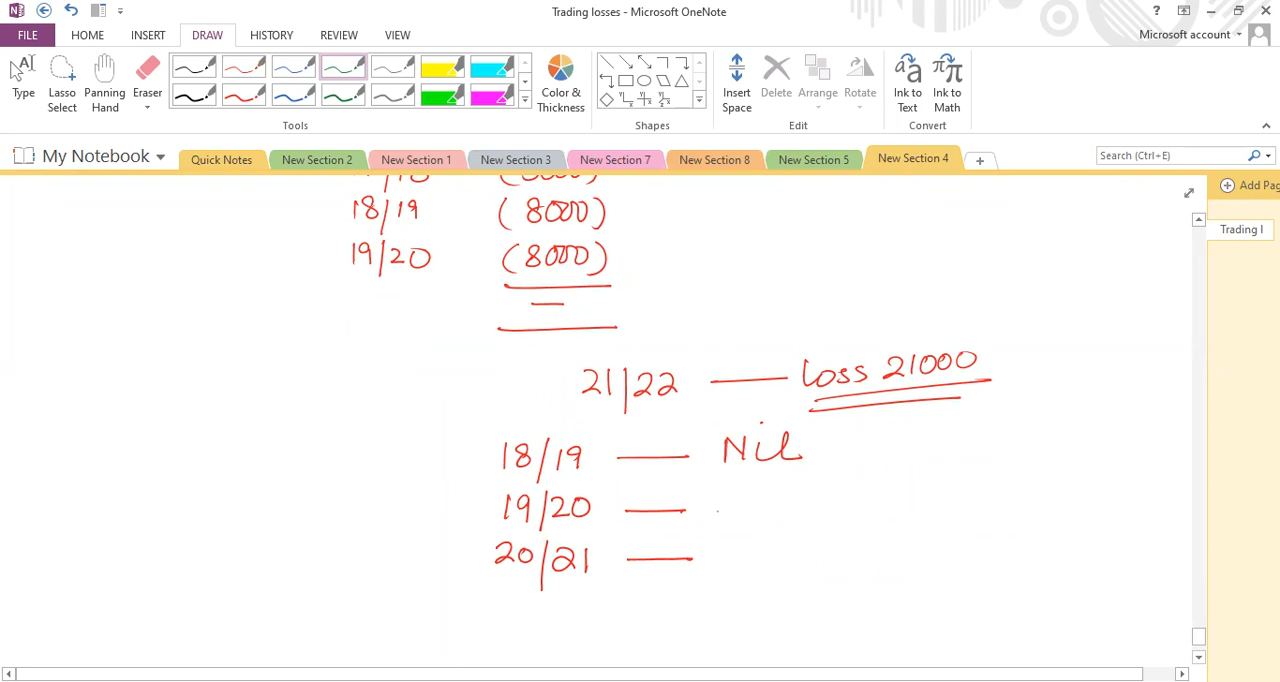 Trading losses - Microsoft OneNote
FILE HOME INSERT DRAW HISTORY REVIEW VIEW
Microsoft account
Type
Lasso Select
Panning Hand
Eraser
Color & Thickness
Insert Space
Delete
Arrange
Rotate
Ink to Text
Ink to Math
Tools Shapes Edit Convert
My Notebook Quick Notes New Section 2 New Section 1 New Section 3 New Section 7 New Section 8 New Section 5 New Section 4
Search (Ctrl+E)
Add Pag
Trading l
18/19 (8000)
19/20 (8000)
21/22 — Loss 21000
18/19 — Nil
19/20 —
20/21 —